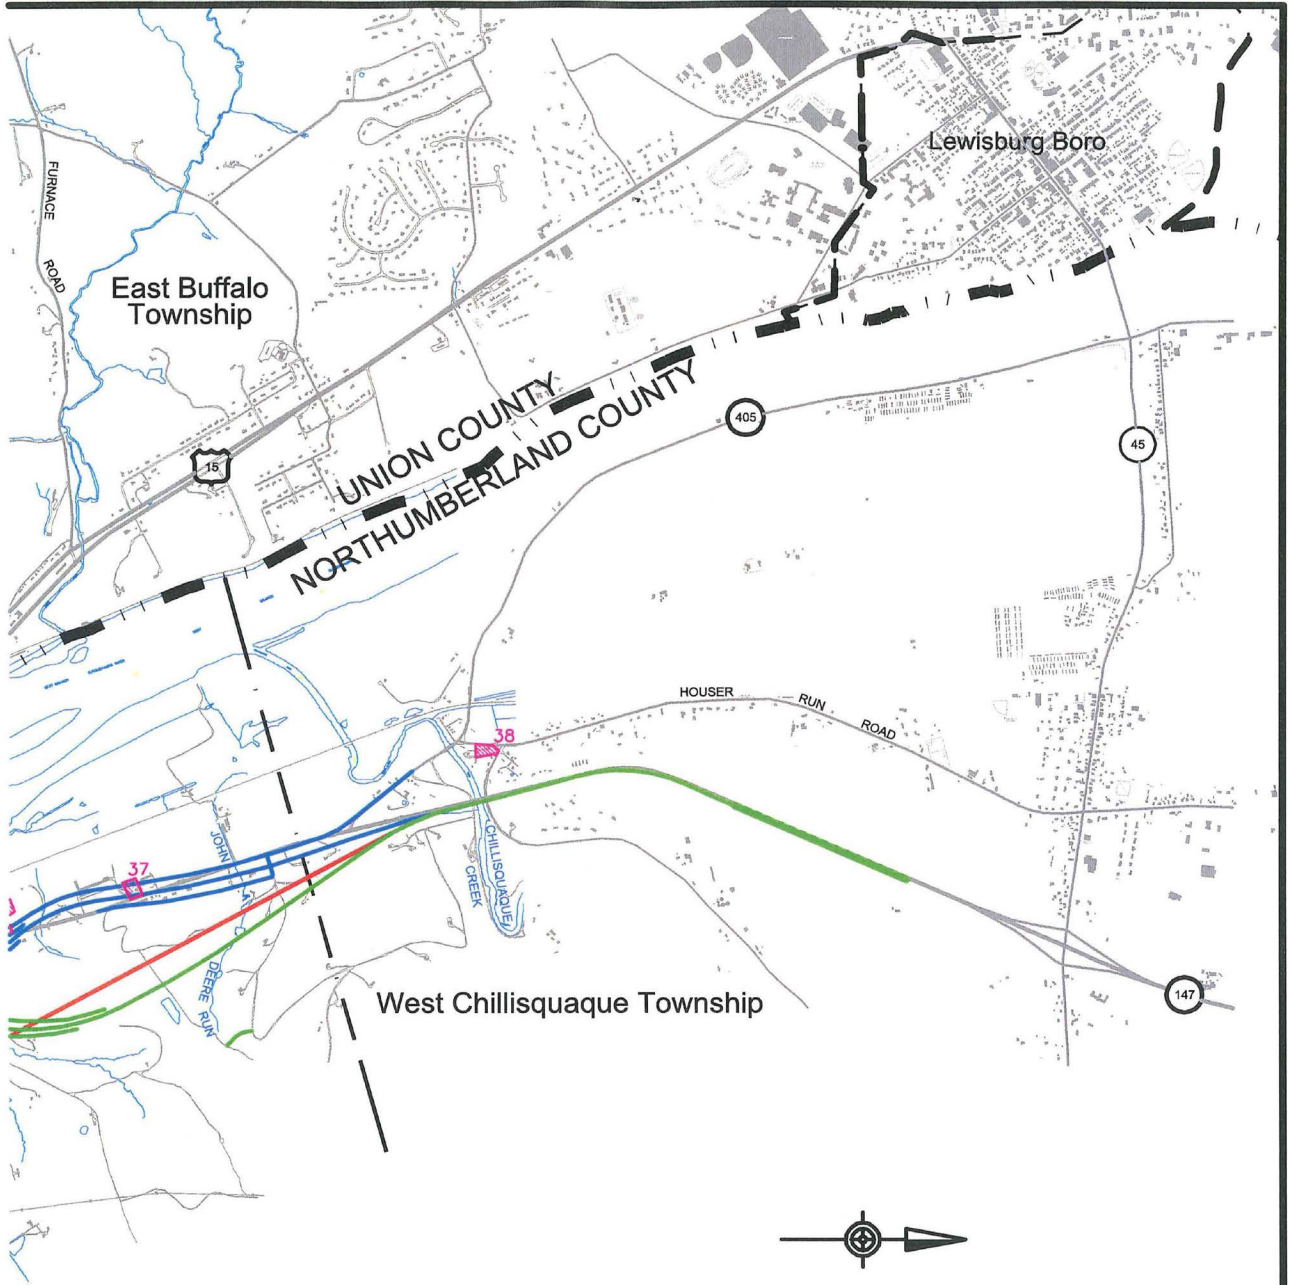 Lewisburg Boro
FURNACE
ROAD
East Buffalo
Township
UNION COUNTY
NORTHUMBERLAND COUNTY
405
45
15
HOUSER
RUN
ROAD
38
37
JOHN
DEERE RUN
CHILLISQUAQUE
CREEK
West Chillisquaque Township
147